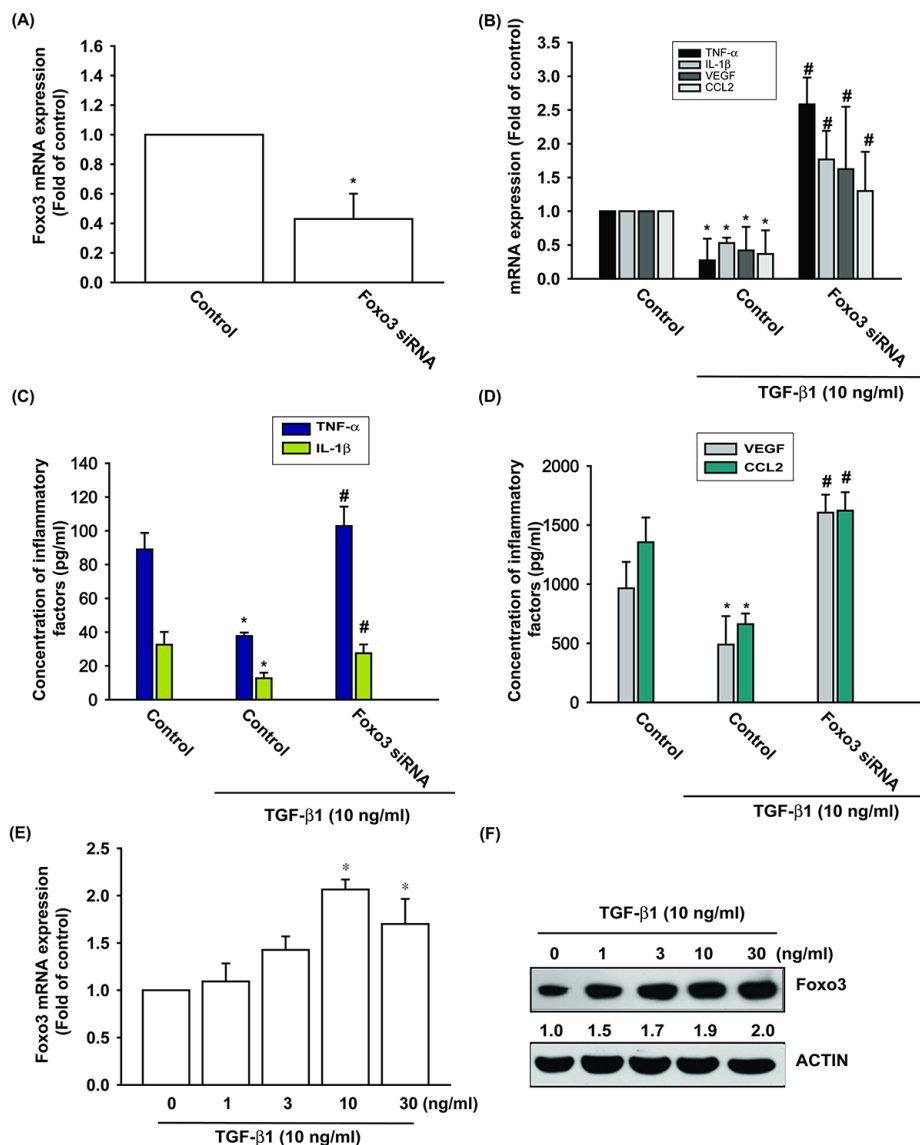 (A)
Foxo3 mRNA expression
(Fold of control)
1.6
1.4
1.2
1.0
0.8
0.6
0.4
0.2
0.0
*
Control
Foxo3 siRNA
(B)
mRNA expression (Fold of control)
3.5
3.0
2.5
2.0
1.5
1.0
0.5
0.0
TNF-α
IL-1β
VEGF
CCL2
* * * *
# # # #
Control
Control
Foxo3 siRNA
TGF-β1 (10 ng/ml)
(C)
Concentration of inflammatory
factors (pg/ml)
TNF-α
IL-1β
140
120
100
80
60
40
20
0
* *
# #
Control
Control
Foxo3 siRNA
TGF-β1 (10 ng/ml)
(D)
Concentration of inflammatory
factors (pg/ml)
VEGF
CCL2
2000
1500
1000
500
0
* *
# #
Control
Control
Foxo3 siRNA
TGF-β1 (10 ng/ml)
(E)
Foxo3 mRNA expression
(Fold of control)
2.5
2.0
1.5
1.0
0.5
0.0
* *
0 1 3 10 30 (ng/ml)
TGF-β1 (10 ng/ml)
(F)
TGF-β1 (10 ng/ml)
0 1 3 10 30 (ng/ml)
Foxo3
1.0 1.5 1.7 1.9 2.0
ACTIN